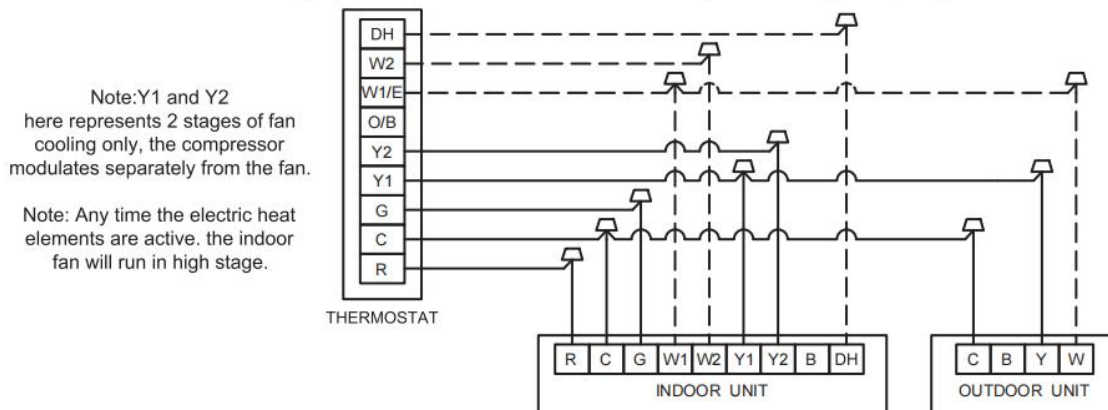 Note:Y1 and Y2
here represents 2 stages of fan
cooling only, the compressor
modulates separately from the fan.
Note: Any time the electric heat
elements are active. the indoor
fan will run in high stage.
DH
W2
W1/E
O/B
Y2
Y1
G
C
R
THERMOSTAT
R C G W1 W2 Y1 Y2 B DH
INDOOR UNIT
C B Y W
OUTDOOR UNIT